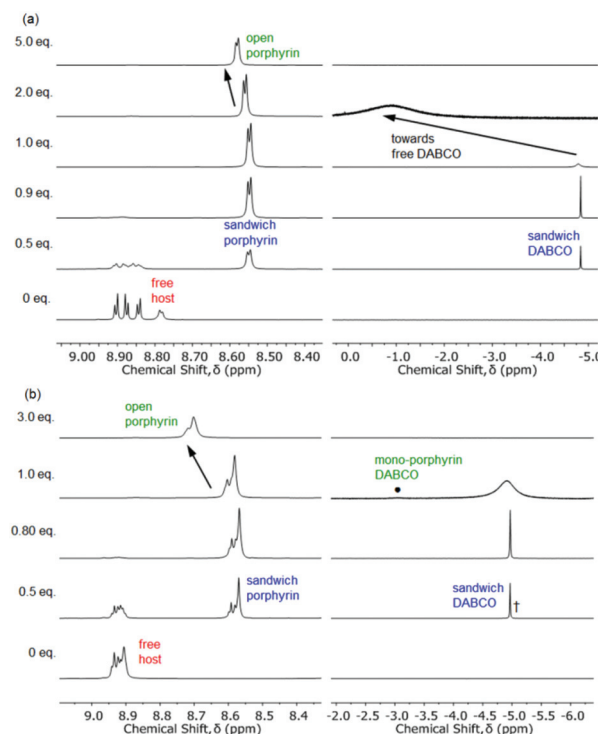 (a)
5.0 eq.
open
porphyrin
2.0 eq.
towards
free DABCO
1.0 eq.
0.9 eq.
sandwich
porphyrin
sandwich
DABCO
0.5 eq.
free
host
0 eq.
9.00 8.90 8.80 8.70 8.60 8.50 8.40
0.0 -1.0 -2.0 -3.0 -4.0 -5.0
Chemical Shift, δ (ppm)
Chemical Shift, δ (ppm)
(b)
open
porphyrin
3.0 eq.
mono-porphyrin
DABCO
1.0 eq.
0.80 eq.
sandwich
porphyrin
sandwich
DABCO †
0.5 eq.
free
host
0 eq.
9.0 8.9 8.8 8.7 8.6 8.5 8.4
-2.0 -2.5 -3.0 -3.5 -4.0 -4.5 -5.0 -5.5 -6.0
Chemical Shift, δ (ppm)
Chemical Shift, δ (ppm)